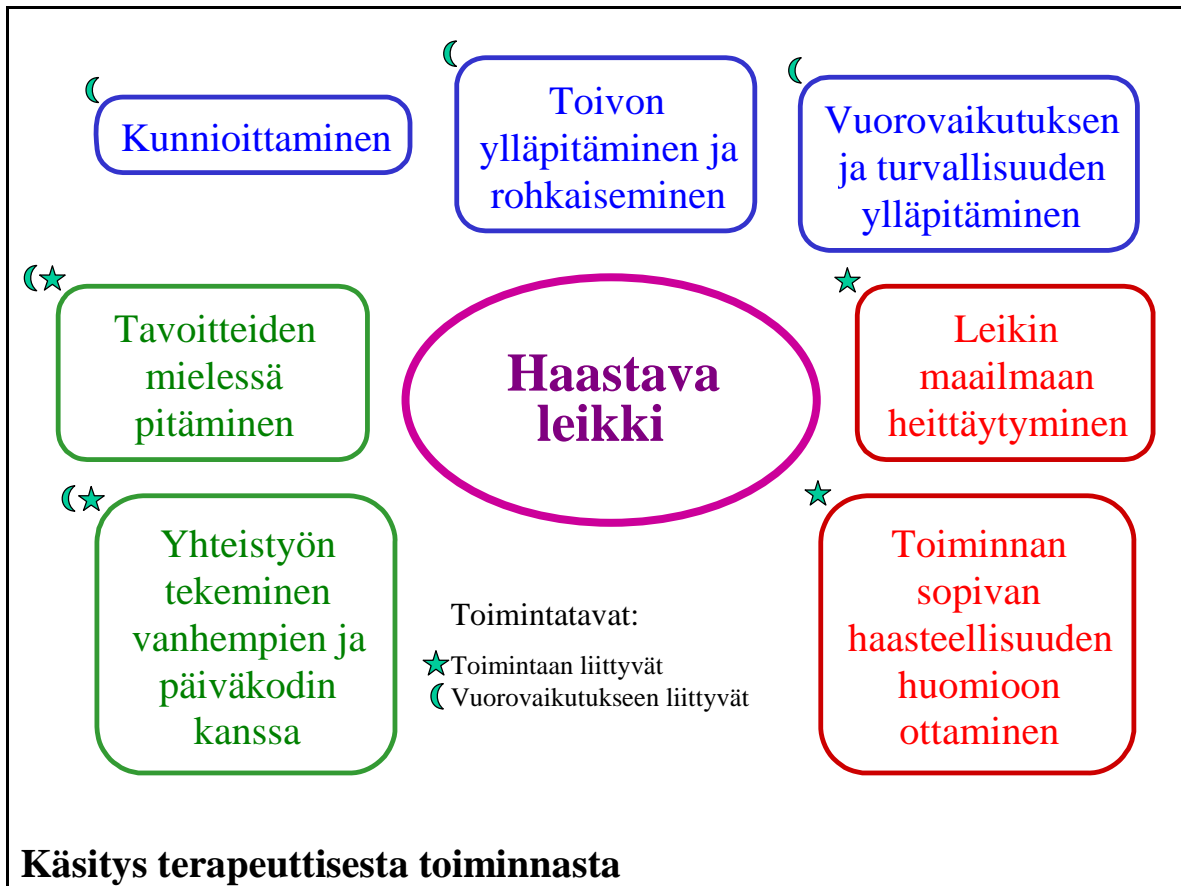 Kunnioittaminen
Toivon
ylläpitäminen ja
rohkaiseminen
Vuorovaikutuksen
ja turvallisuuden
ylläpitäminen
Tavoitteiden
mielessä
pitäminen
Haastava
leikki
Leikin
maailmaan
heittäytyminen
Yhteistyön
tekeminen
vanhempien ja
päiväkodin
kanssa
Toimintatavat:
Toimintaan liittyvät
Vuorovaikutukseen liittyvät
Toiminnan
sopivan
haasteellisuuden
huomioon
ottaminen
Käsitys terapeuttisesta toiminnasta